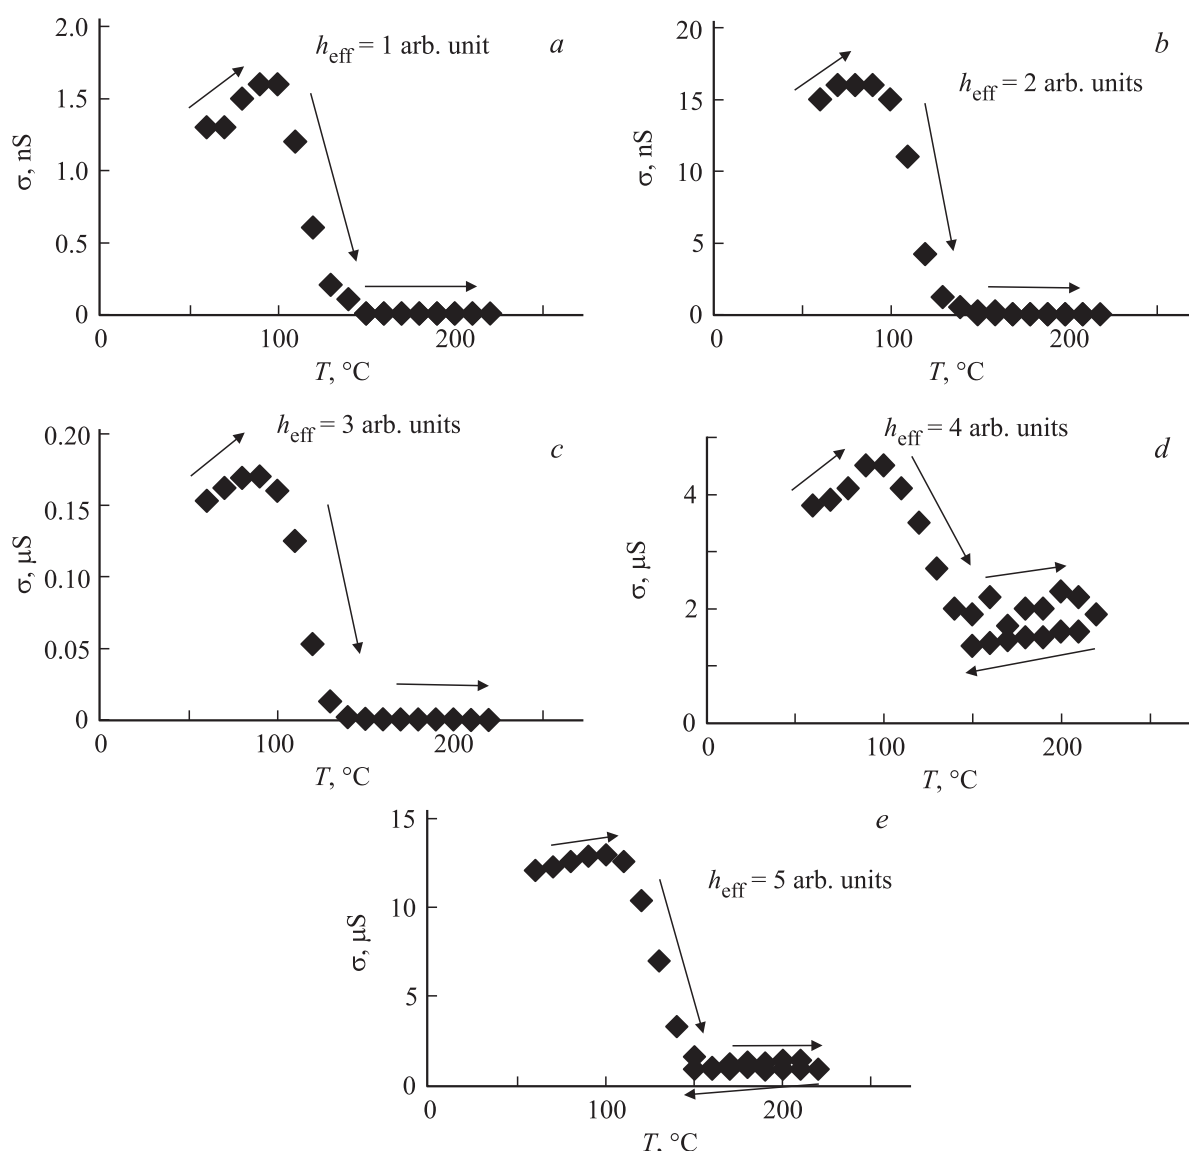 h_eff = 1 arb. unit
a
σ, nS
2.0
1.5
1.0
0.5
0
0
100
200
T, °C
h_eff = 2 arb. units
b
σ, nS
20
15
10
5
0
0
100
200
T, °C
h_eff = 3 arb. units
c
σ, µS
0.20
0.15
0.10
0.05
0
0
100
200
T, °C
h_eff = 4 arb. units
d
σ, µS
4
2
0
0
100
200
T, °C
h_eff = 5 arb. units
e
σ, µS
15
10
5
0
0
100
200
T, °C